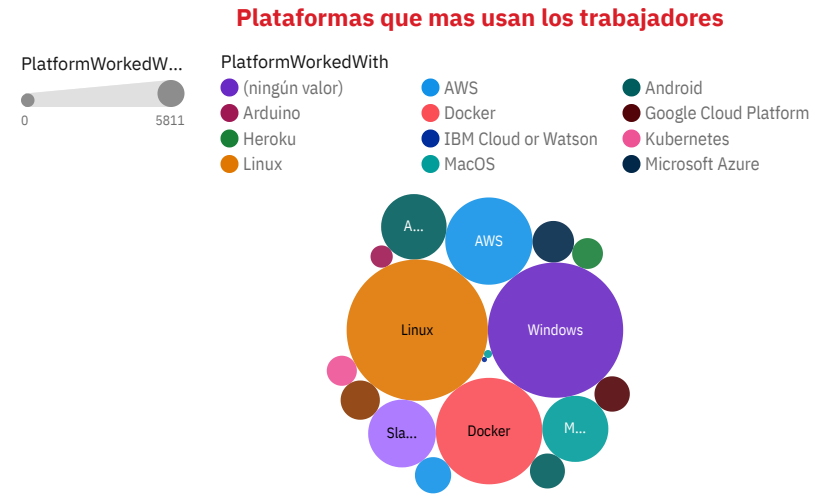 Plataformas que mas usan los trabajadores
PlatformWorkedW...
0 5811
PlatformWorkedWith
(ningún valor) AWS Android
Arduino Docker Google Cloud Platform
Heroku IBM Cloud or Watson Kubernetes
Linux MacOS Microsoft Azure
A...
AWS
Linux
Windows
Sla...
Docker
M...